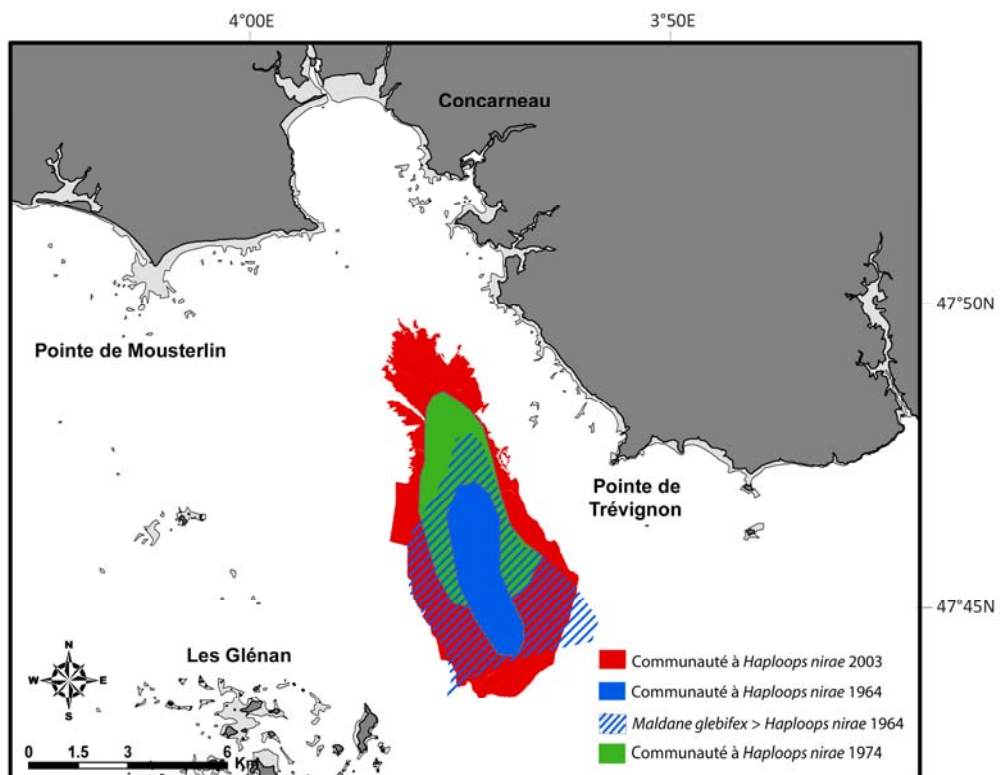 4°00E
3°50E
Concarneau
47°50N
Pointe de Mousterlin
Pointe de
Trévignon
47°45N
Les Glénan
N
W E
S
0 1.5 3 6
Km
Communauté à Haploops nirae 2003
Communauté à Haploops nirae 1964
Maldane glebifex > Haploops nirae 1964
Communauté à Haploops nirae 1974